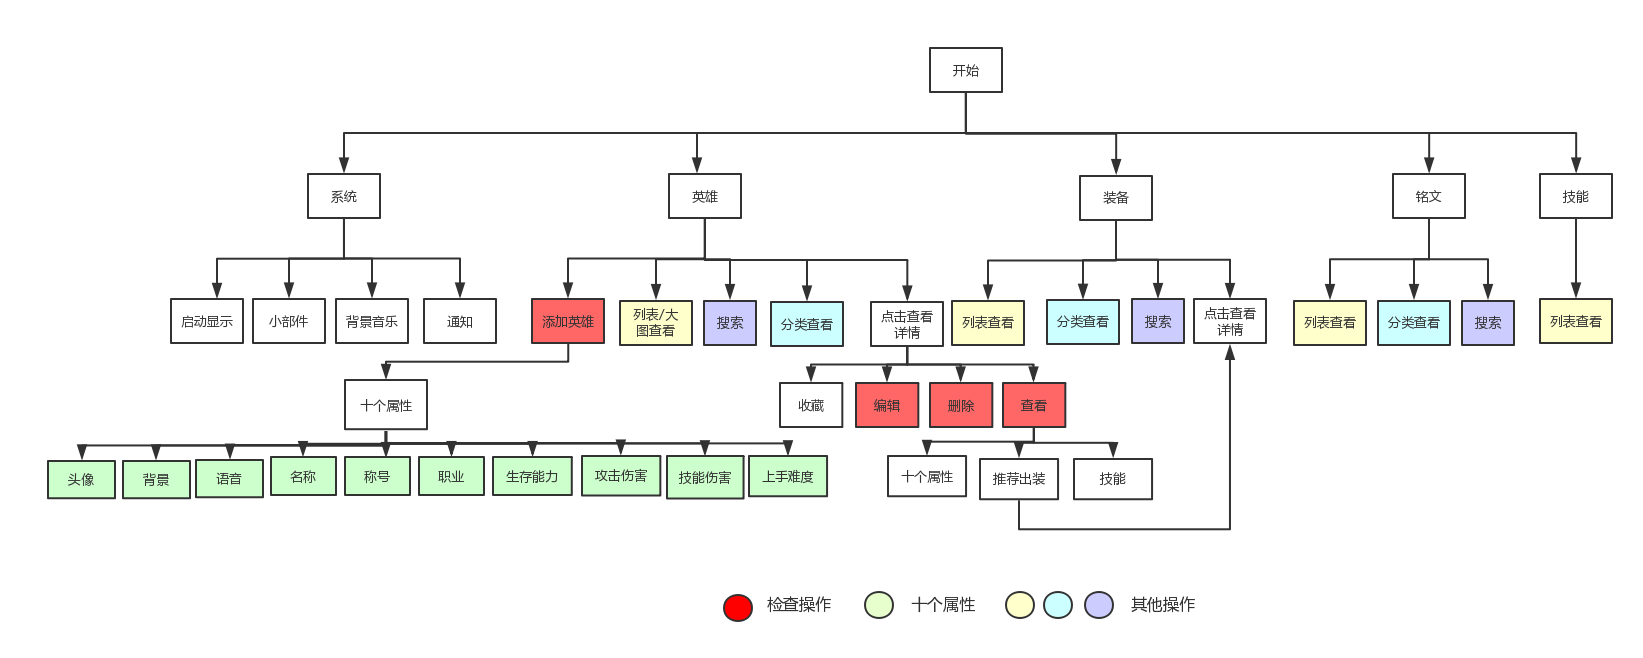 开始
系统
英雄
装备
铭文
技能
启动显示
小部件
背景音乐
通知
添加英雄
列表/大
图查看
搜索
分类查看
点击查看
详情
列表查看
分类查看
搜索
点击查看
详情
列表查看
分类查看
搜索
列表查看
十个属性
收藏
编辑
删除
查看
头像
背景
语音
名称
称号
职业
生存能力
攻击伤害
技能伤害
上手难度
十个属性
推荐出装
技能
检查操作
十个属性
其他操作